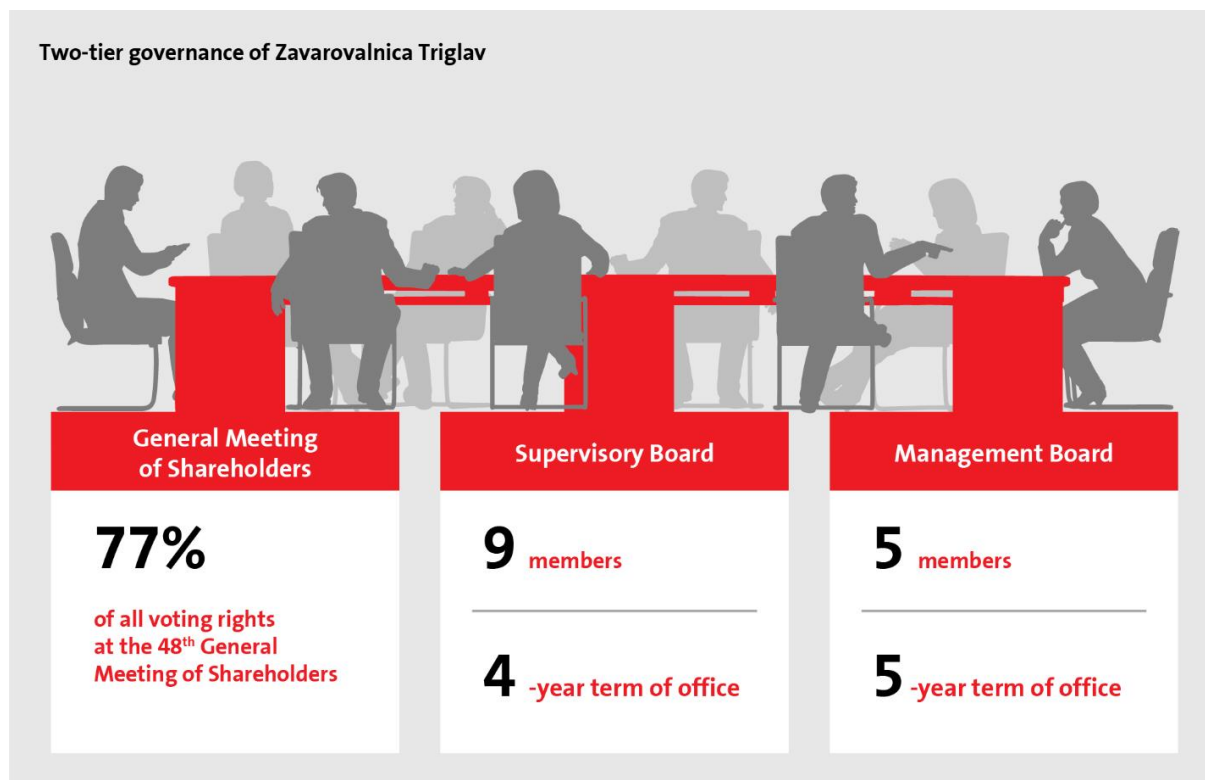 Two-tier governance of Zavarovalnica Triglav
General Meeting
of Shareholders
77%
of all voting rights
at the 48th General
Meeting of Shareholders
Supervisory Board
9 members
4 -year term of office
Management Board
5 members
5 -year term of office